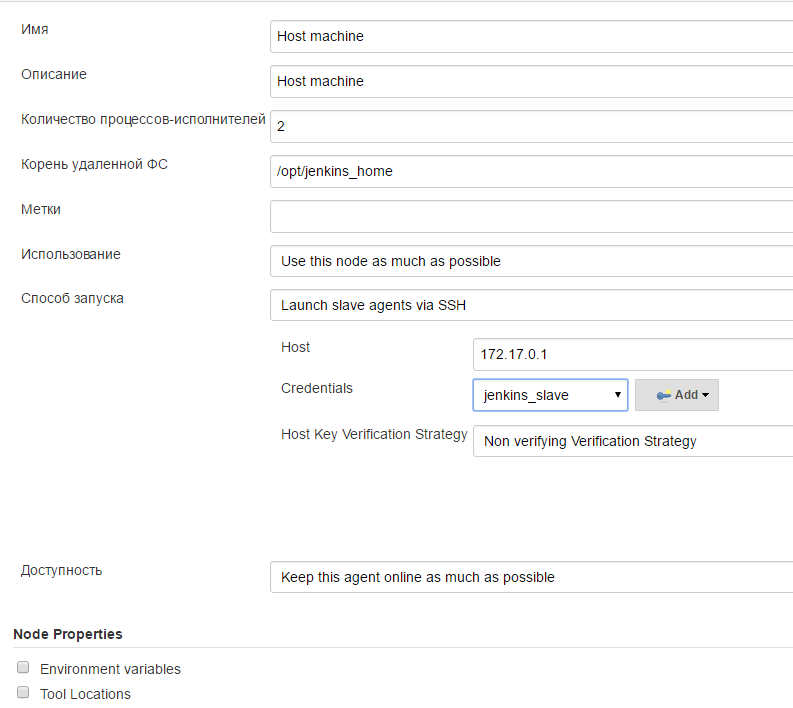 Имя
Host machine
Описание
Host machine
Количество процессов-исполнителей
2
Корень удаленной ФС
/opt/jenkins_home
Метки
Использование
Use this node as much as possible
Способ запуска
Launch slave agents via SSH
Host
172.17.0.1
Credentials
jenkins_slave
Add
Host Key Verification Strategy
Non verifying Verification Strategy
Доступность
Keep this agent online as much as possible
Node Properties
Environment variables
Tool Locations